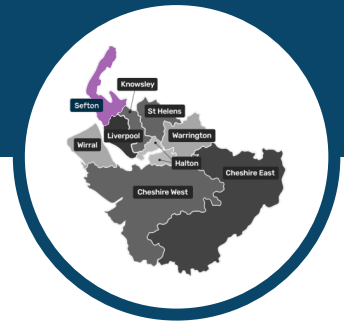 Knowsley
Sefton
St Helens
Liverpool
Warrington
Wirral
Halton
Cheshire East
Cheshire West